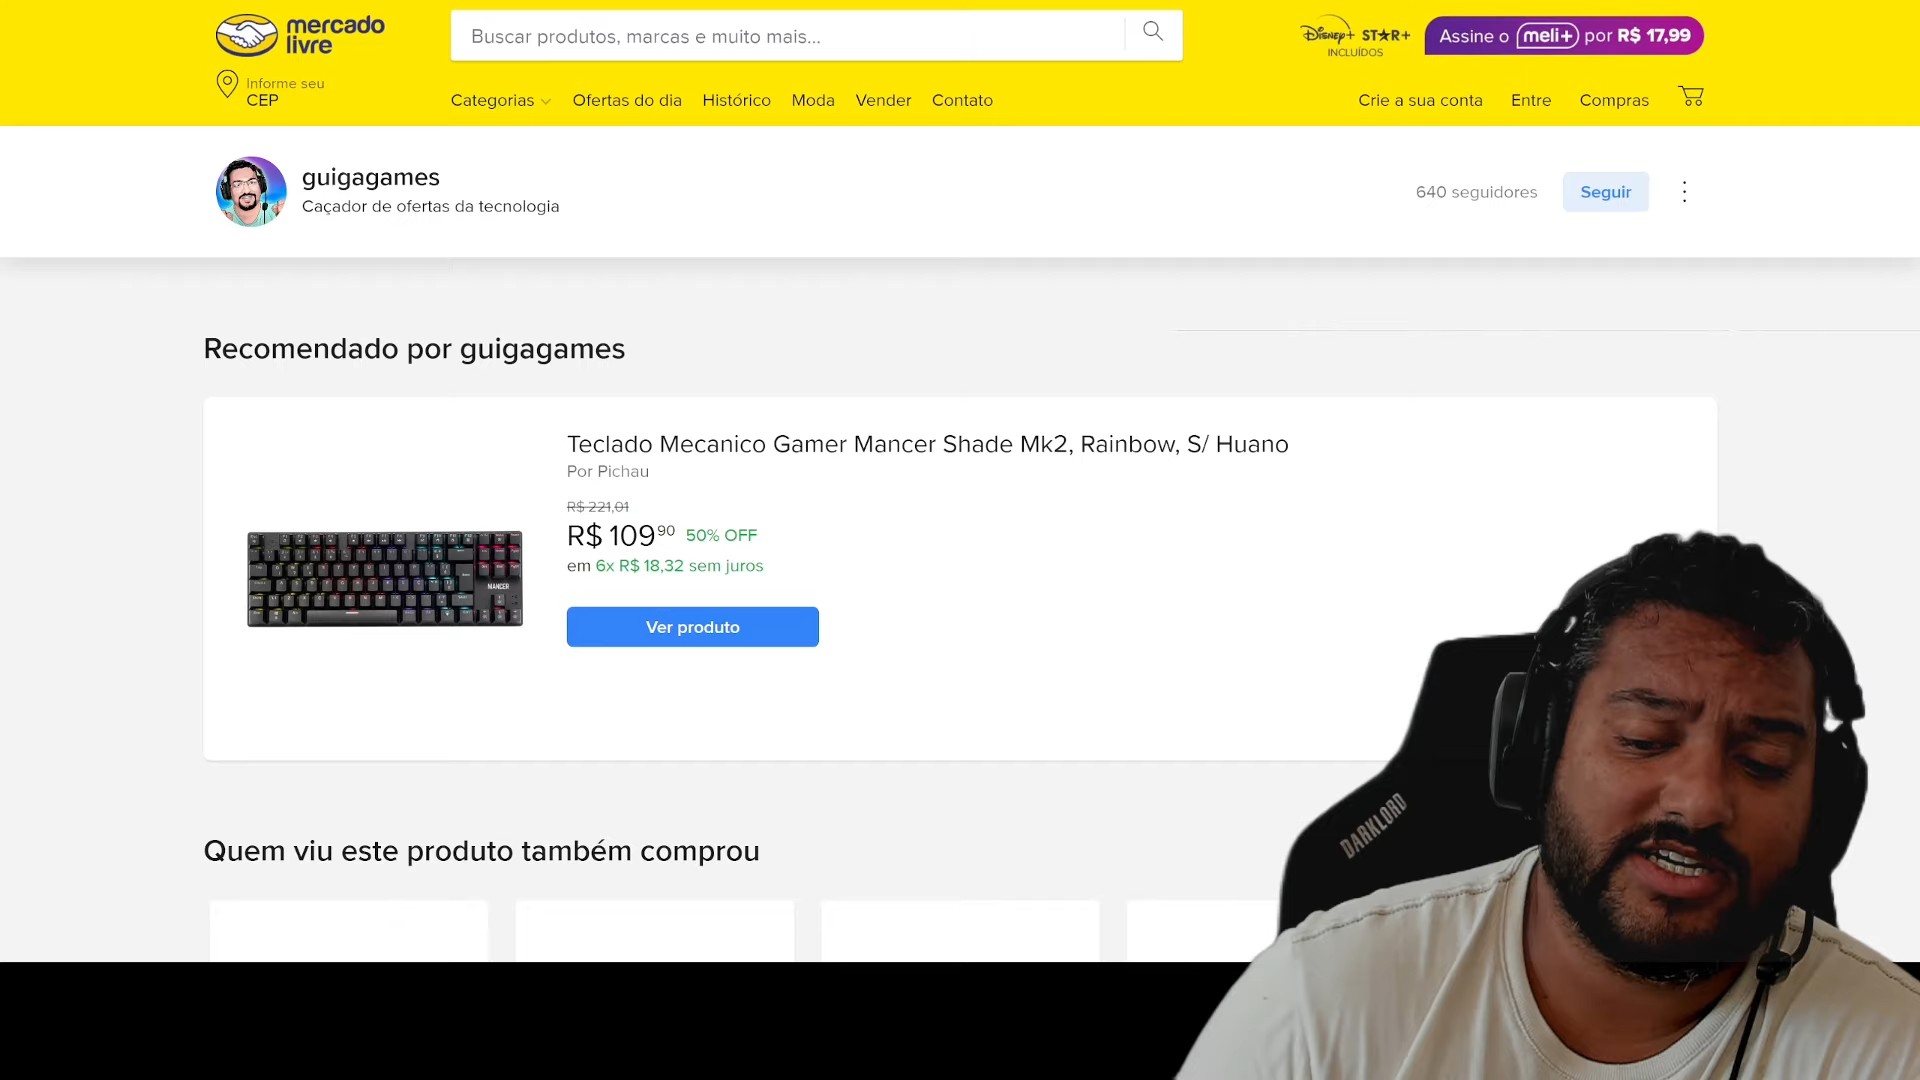 mercado
livre
Buscar produtos, marcas e muito mais...
Disney+ STAR+
INCLUÍDOS
Assine o meli+ por R$ 17,99
Informe seu
CEP
Categorias
Ofertas do dia
Histórico
Moda
Vender
Contato
Crie a sua conta
Entre
Compras
guigagames
Caçador de ofertas da tecnologia
640 seguidores
Seguir
Recomendado por guigagames
Teclado Mecanico Gamer Mancer Shade Mk2, Rainbow, S/ Huano
Por Pichau
R$ 221,01
R$ 109 90 50% OFF
em 6x R$ 18,32 sem juros
MANCER
Ver produto
DARKLORD
Quem viu este produto também comprou